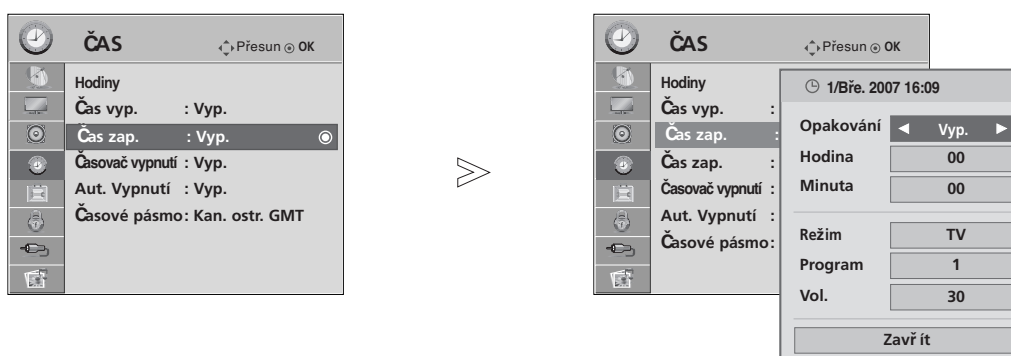 ČAS Přesun OK
Hodiny
Čas vyp. : Vyp.
Čas zap. : Vyp.
Časovač vypnutí : Vyp.
Aut. Vypnutí : Vyp.
Časové pásmo : Kan. ostr. GMT
ČAS Přesun OK
Hodiny
Čas vyp. :
Čas zap. :
Čas zap. :
Časovač vypnutí :
Aut. Vypnutí :
Časové pásmo :
1/Bře. 2007 16:09
Opakování ◀ Vyp. ▶
Hodina 00
Minuta 00
Režim TV
Program 1
Vol. 30
Zavř ít